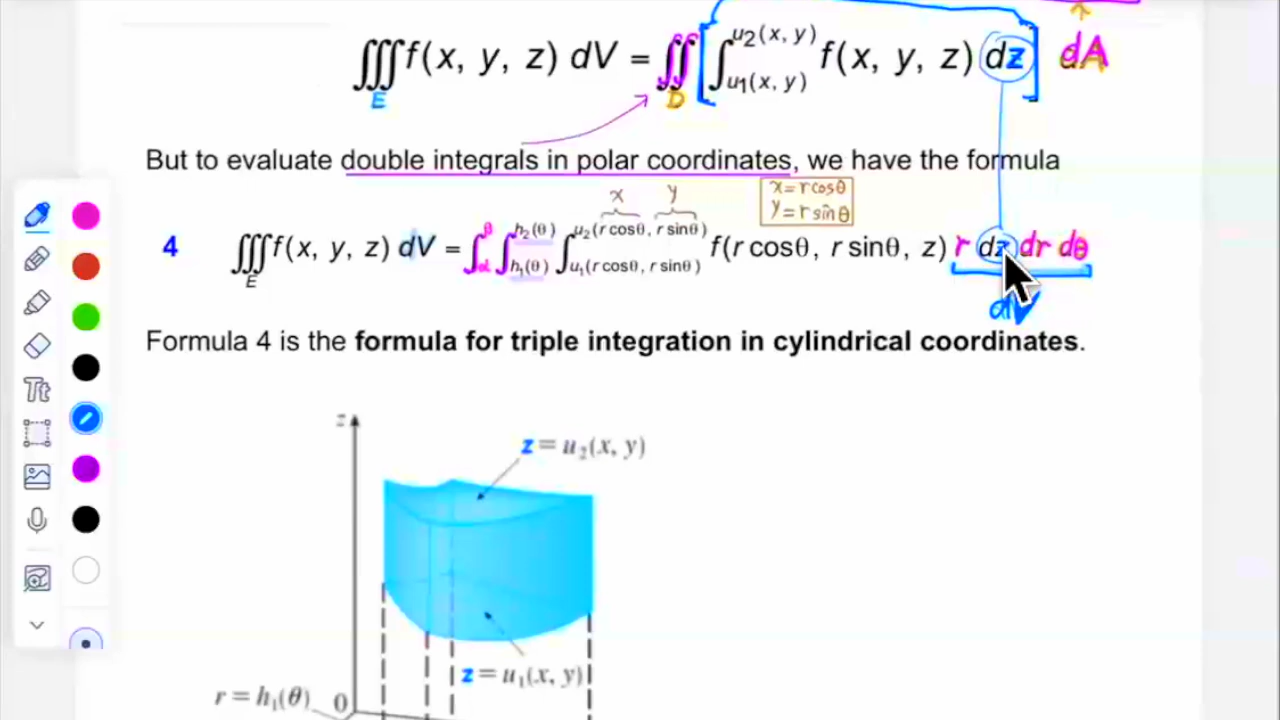 ∭_E f(x, y, z) dV = ∬_D [∫_{u₁(x, y)}^{u₂(x, y)} f(x, y, z) dz] dA
But to evaluate double integrals in polar coordinates, we have the formula
x y x = r cosθ
y = r sinθ
4 ∭_E f(x, y, z) dV = ∫_α^β ∫_{h₁(θ)}^{h₂(θ)} ∫_{u₁(r cosθ, r sinθ)}^{u₂(r cosθ, r sinθ)} f(r cosθ, r sinθ, z) r dz dr dθ
dV
Formula 4 is the formula for triple integration in cylindrical coordinates.
z
z = u₂(x, y)
z = u₁(x, y)
r = h₁(θ) 0
Tt